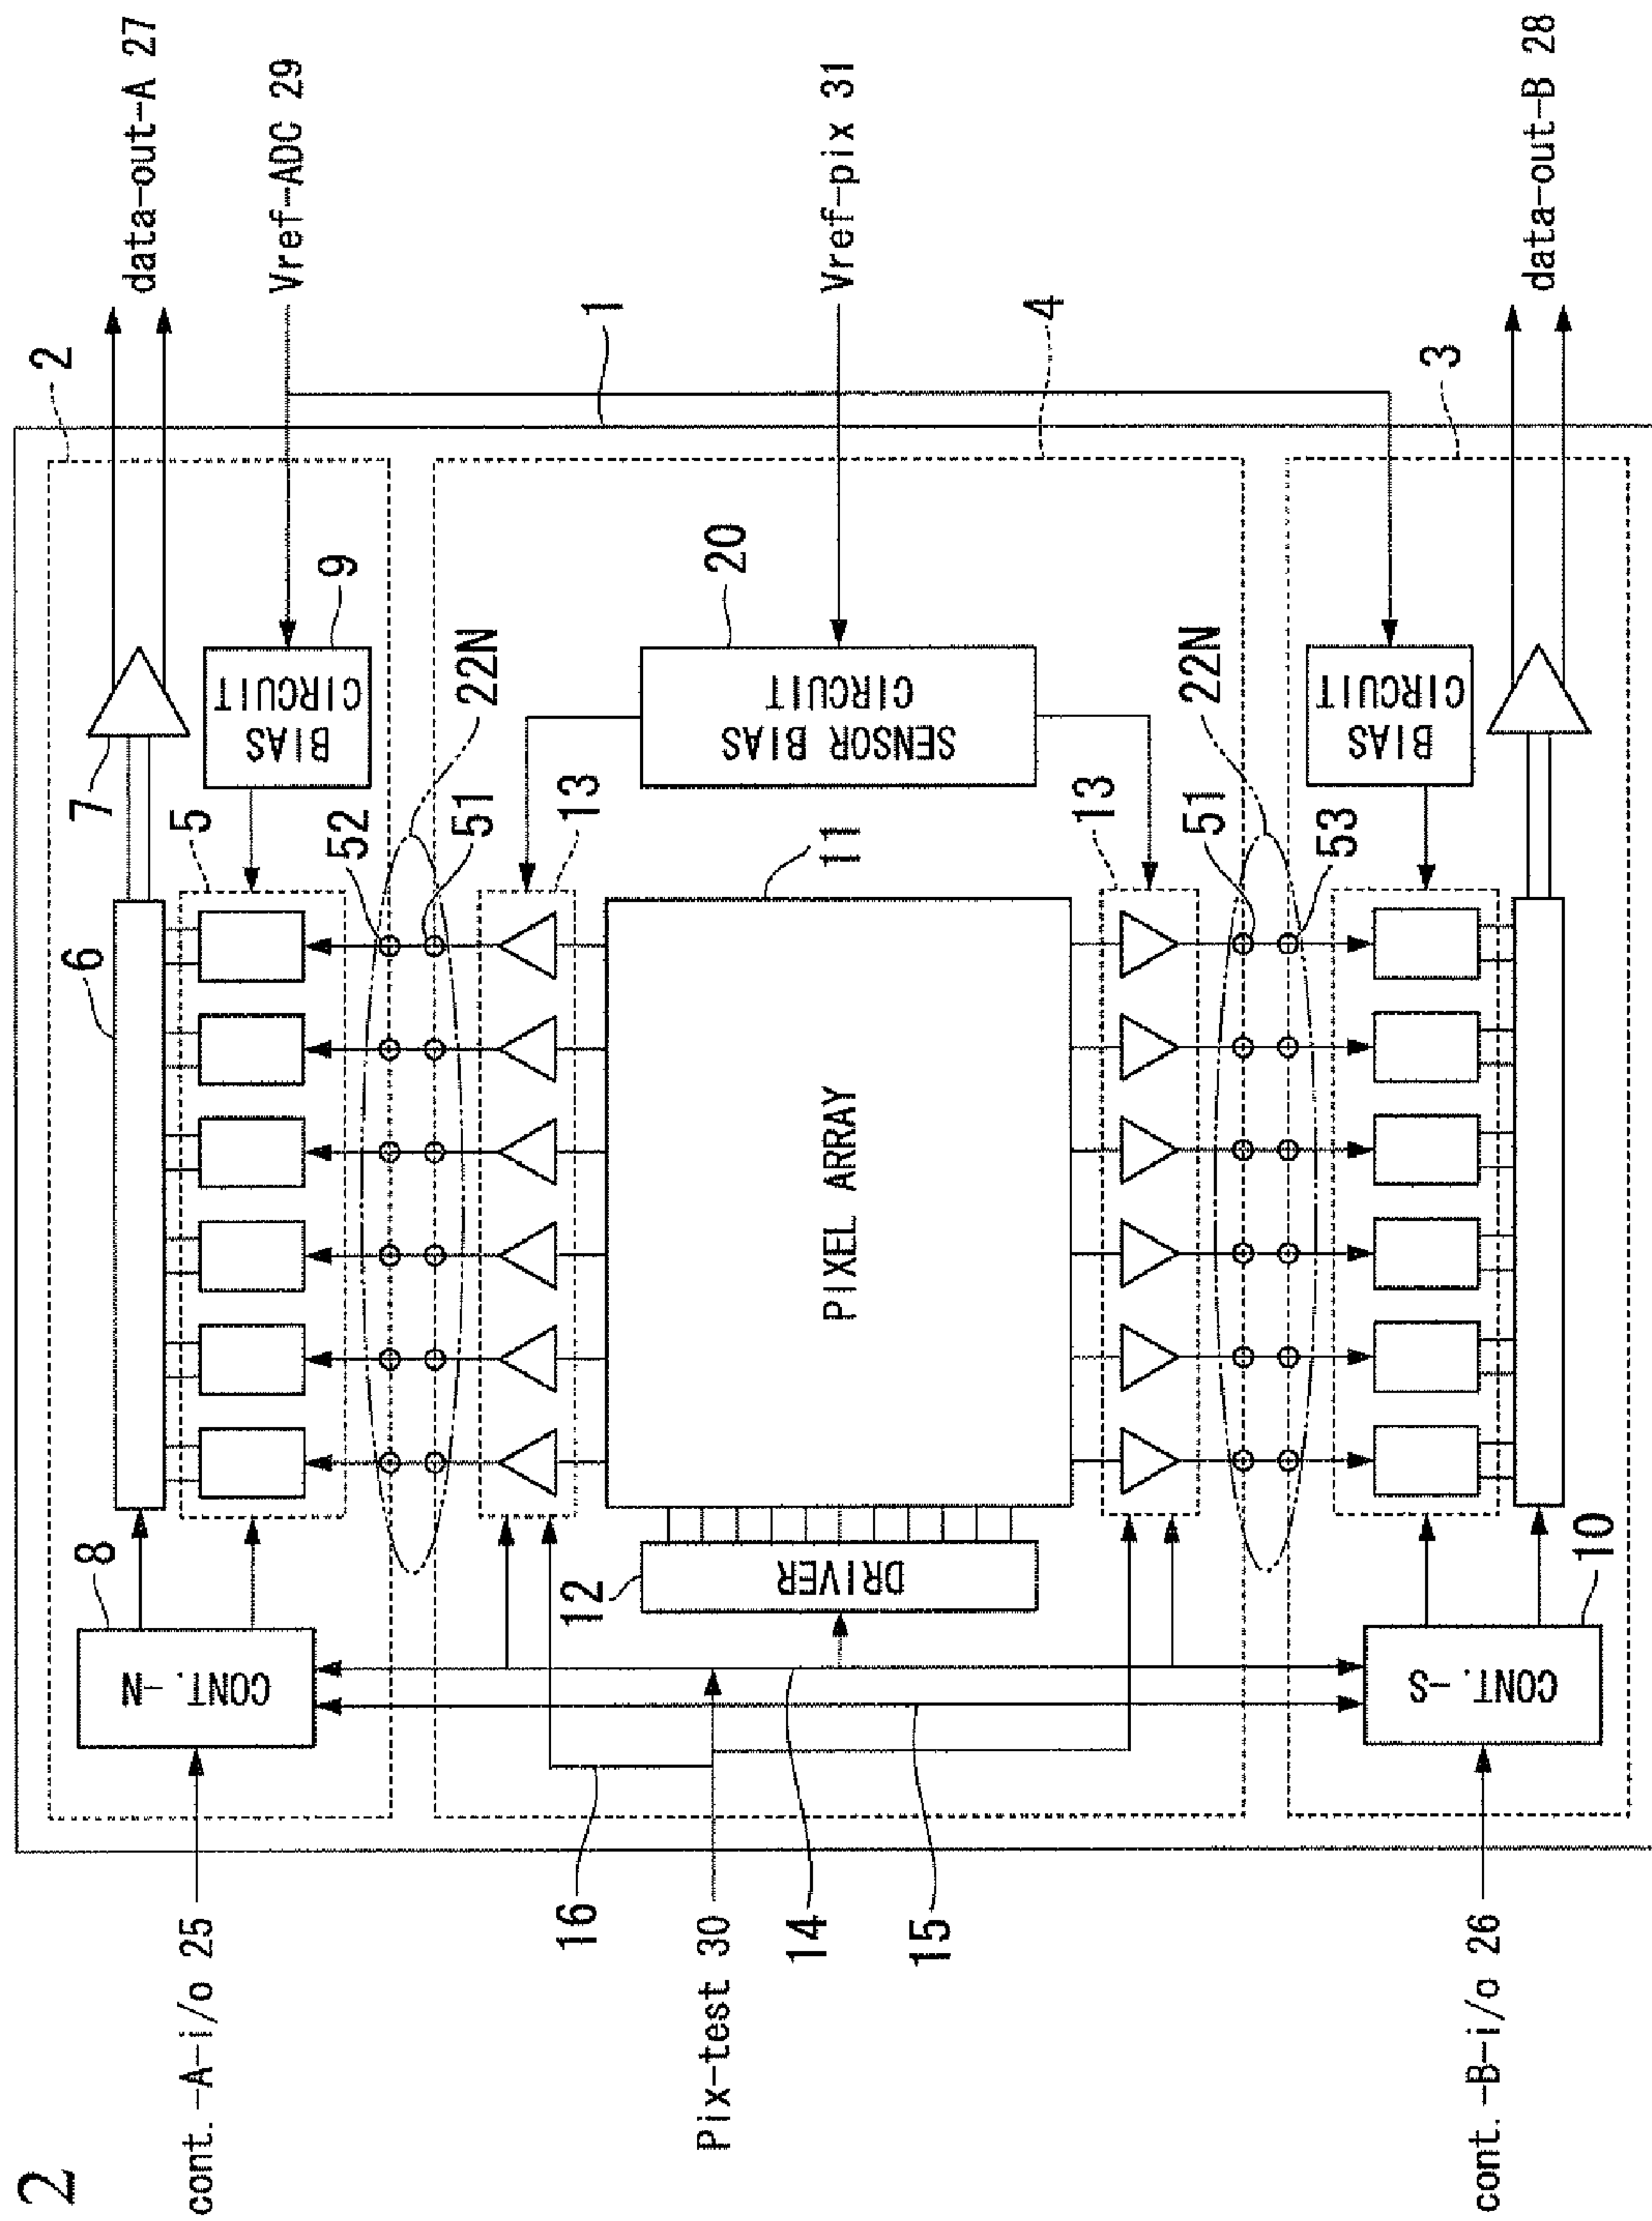 2
cont.-A-i/o 25
Pix-test 30
cont.-B-i/o 26
data-out-A 27
Vref-ADC 29
Vref-pix 31
data-out-B 28
1
2
3
4
5
6
7
8
9
10
11
12
13
13
14
15
16
20
22N
22N
51
51
52
53
CONT.-N
CONT.-S
DRIVER
PIXEL ARRAY
BIAS
CIRCUIT
SENSOR BIAS
CIRCUIT
BIAS
CIRCUIT